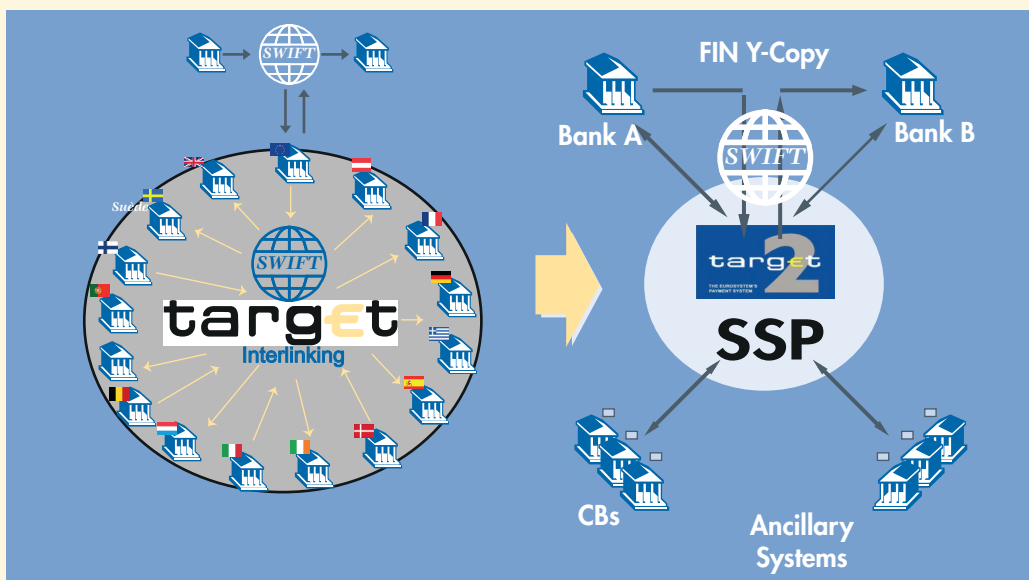 SWIFT
Suède
SWIFT
target
Interlinking
FIN Y-Copy
Bank A
Bank B
SWIFT
target 2
THE EUROSYSTEM'S
PAYMENT SYSTEM
SSP
CBs
Ancillary
Systems